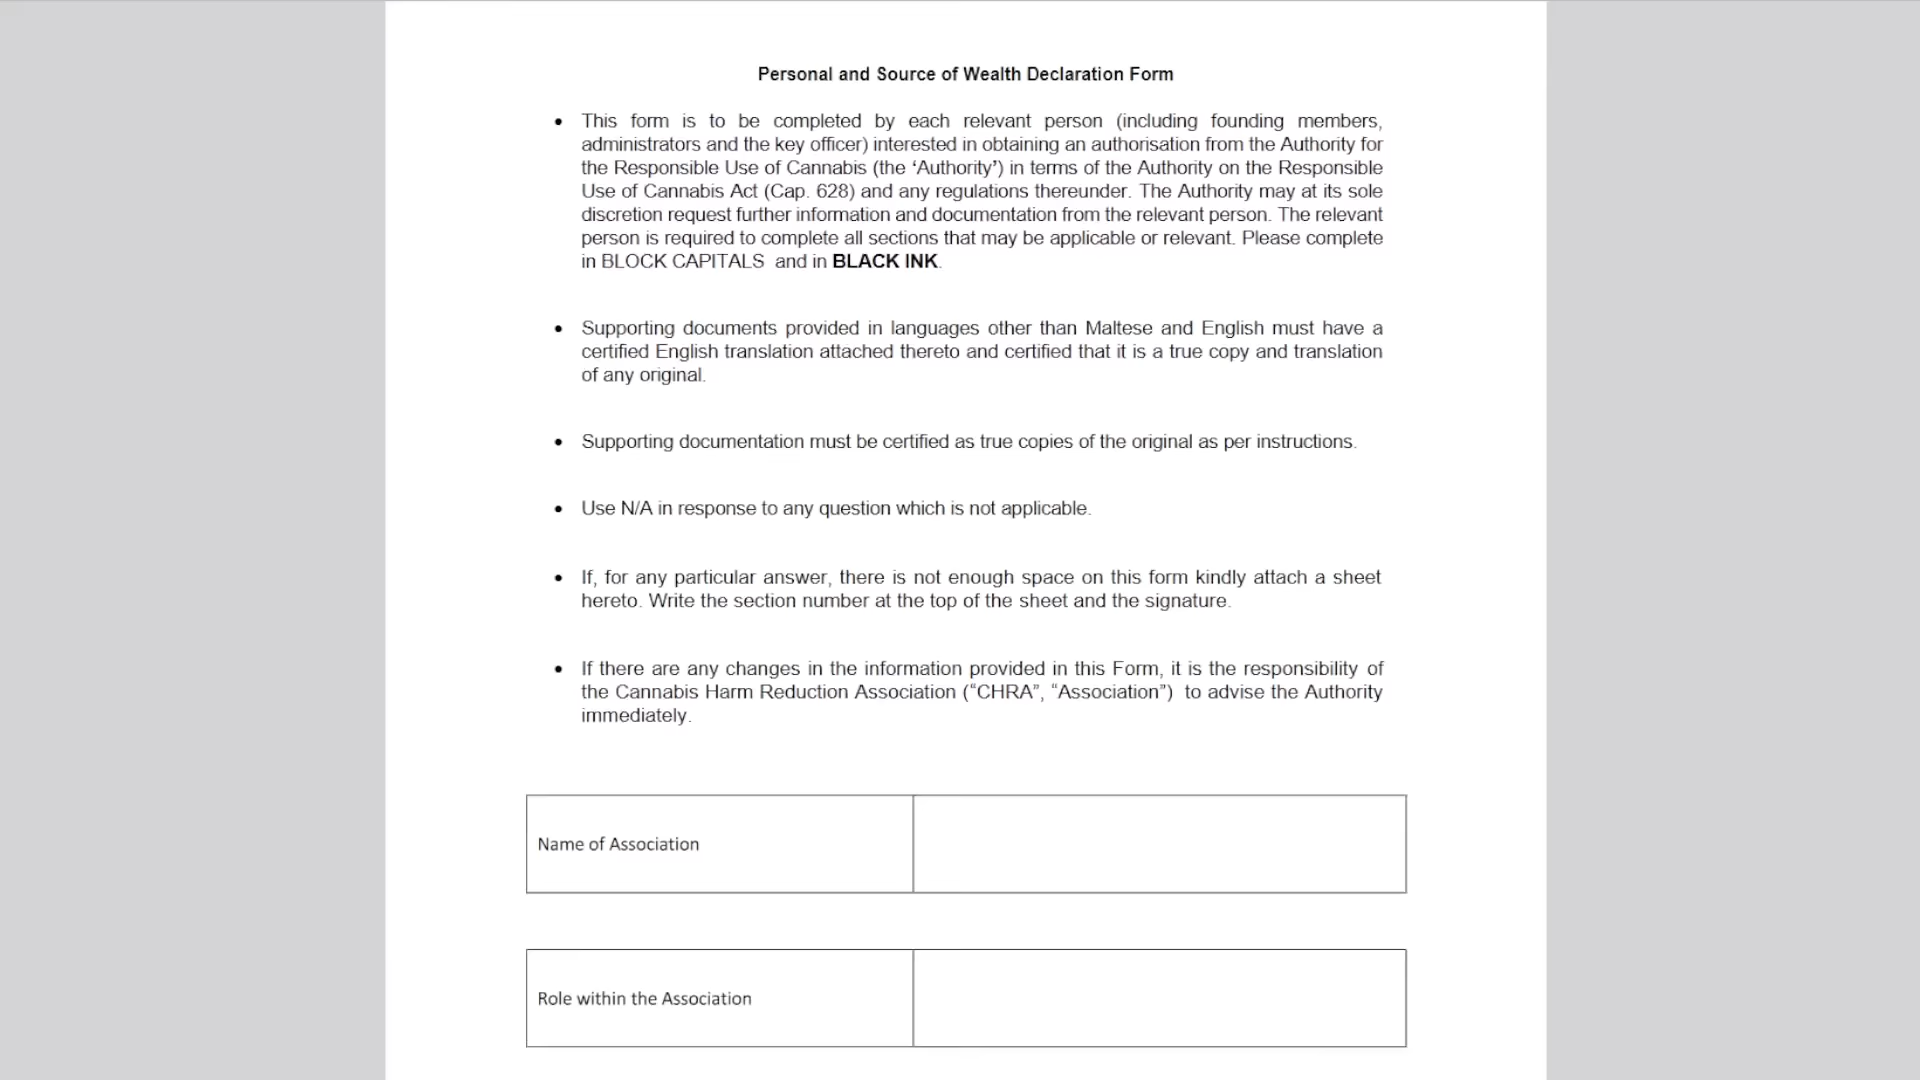 Personal and Source of Wealth Declaration Form
• This form is to be completed by each relevant person (including founding members,
administrators and the key officer) interested in obtaining an authorisation from the Authority for
the Responsible Use of Cannabis (the ‘Authority’) in terms of the Authority on the Responsible
Use of Cannabis Act (Cap. 628) and any regulations thereunder. The Authority may at its sole
discretion request further information and documentation from the relevant person. The relevant
person is required to complete all sections that may be applicable or relevant. Please complete
in BLOCK CAPITALS and in BLACK INK.
• Supporting documents provided in languages other than Maltese and English must have a
certified English translation attached thereto and certified that it is a true copy and translation
of any original.
• Supporting documentation must be certified as true copies of the original as per instructions.
• Use N/A in response to any question which is not applicable.
• If, for any particular answer, there is not enough space on this form kindly attach a sheet
hereto. Write the section number at the top of the sheet and the signature.
• If there are any changes in the information provided in this Form, it is the responsibility of
the Cannabis Harm Reduction Association (“CHRA”, “Association”) to advise the Authority
immediately.
Name of Association
Role within the Association